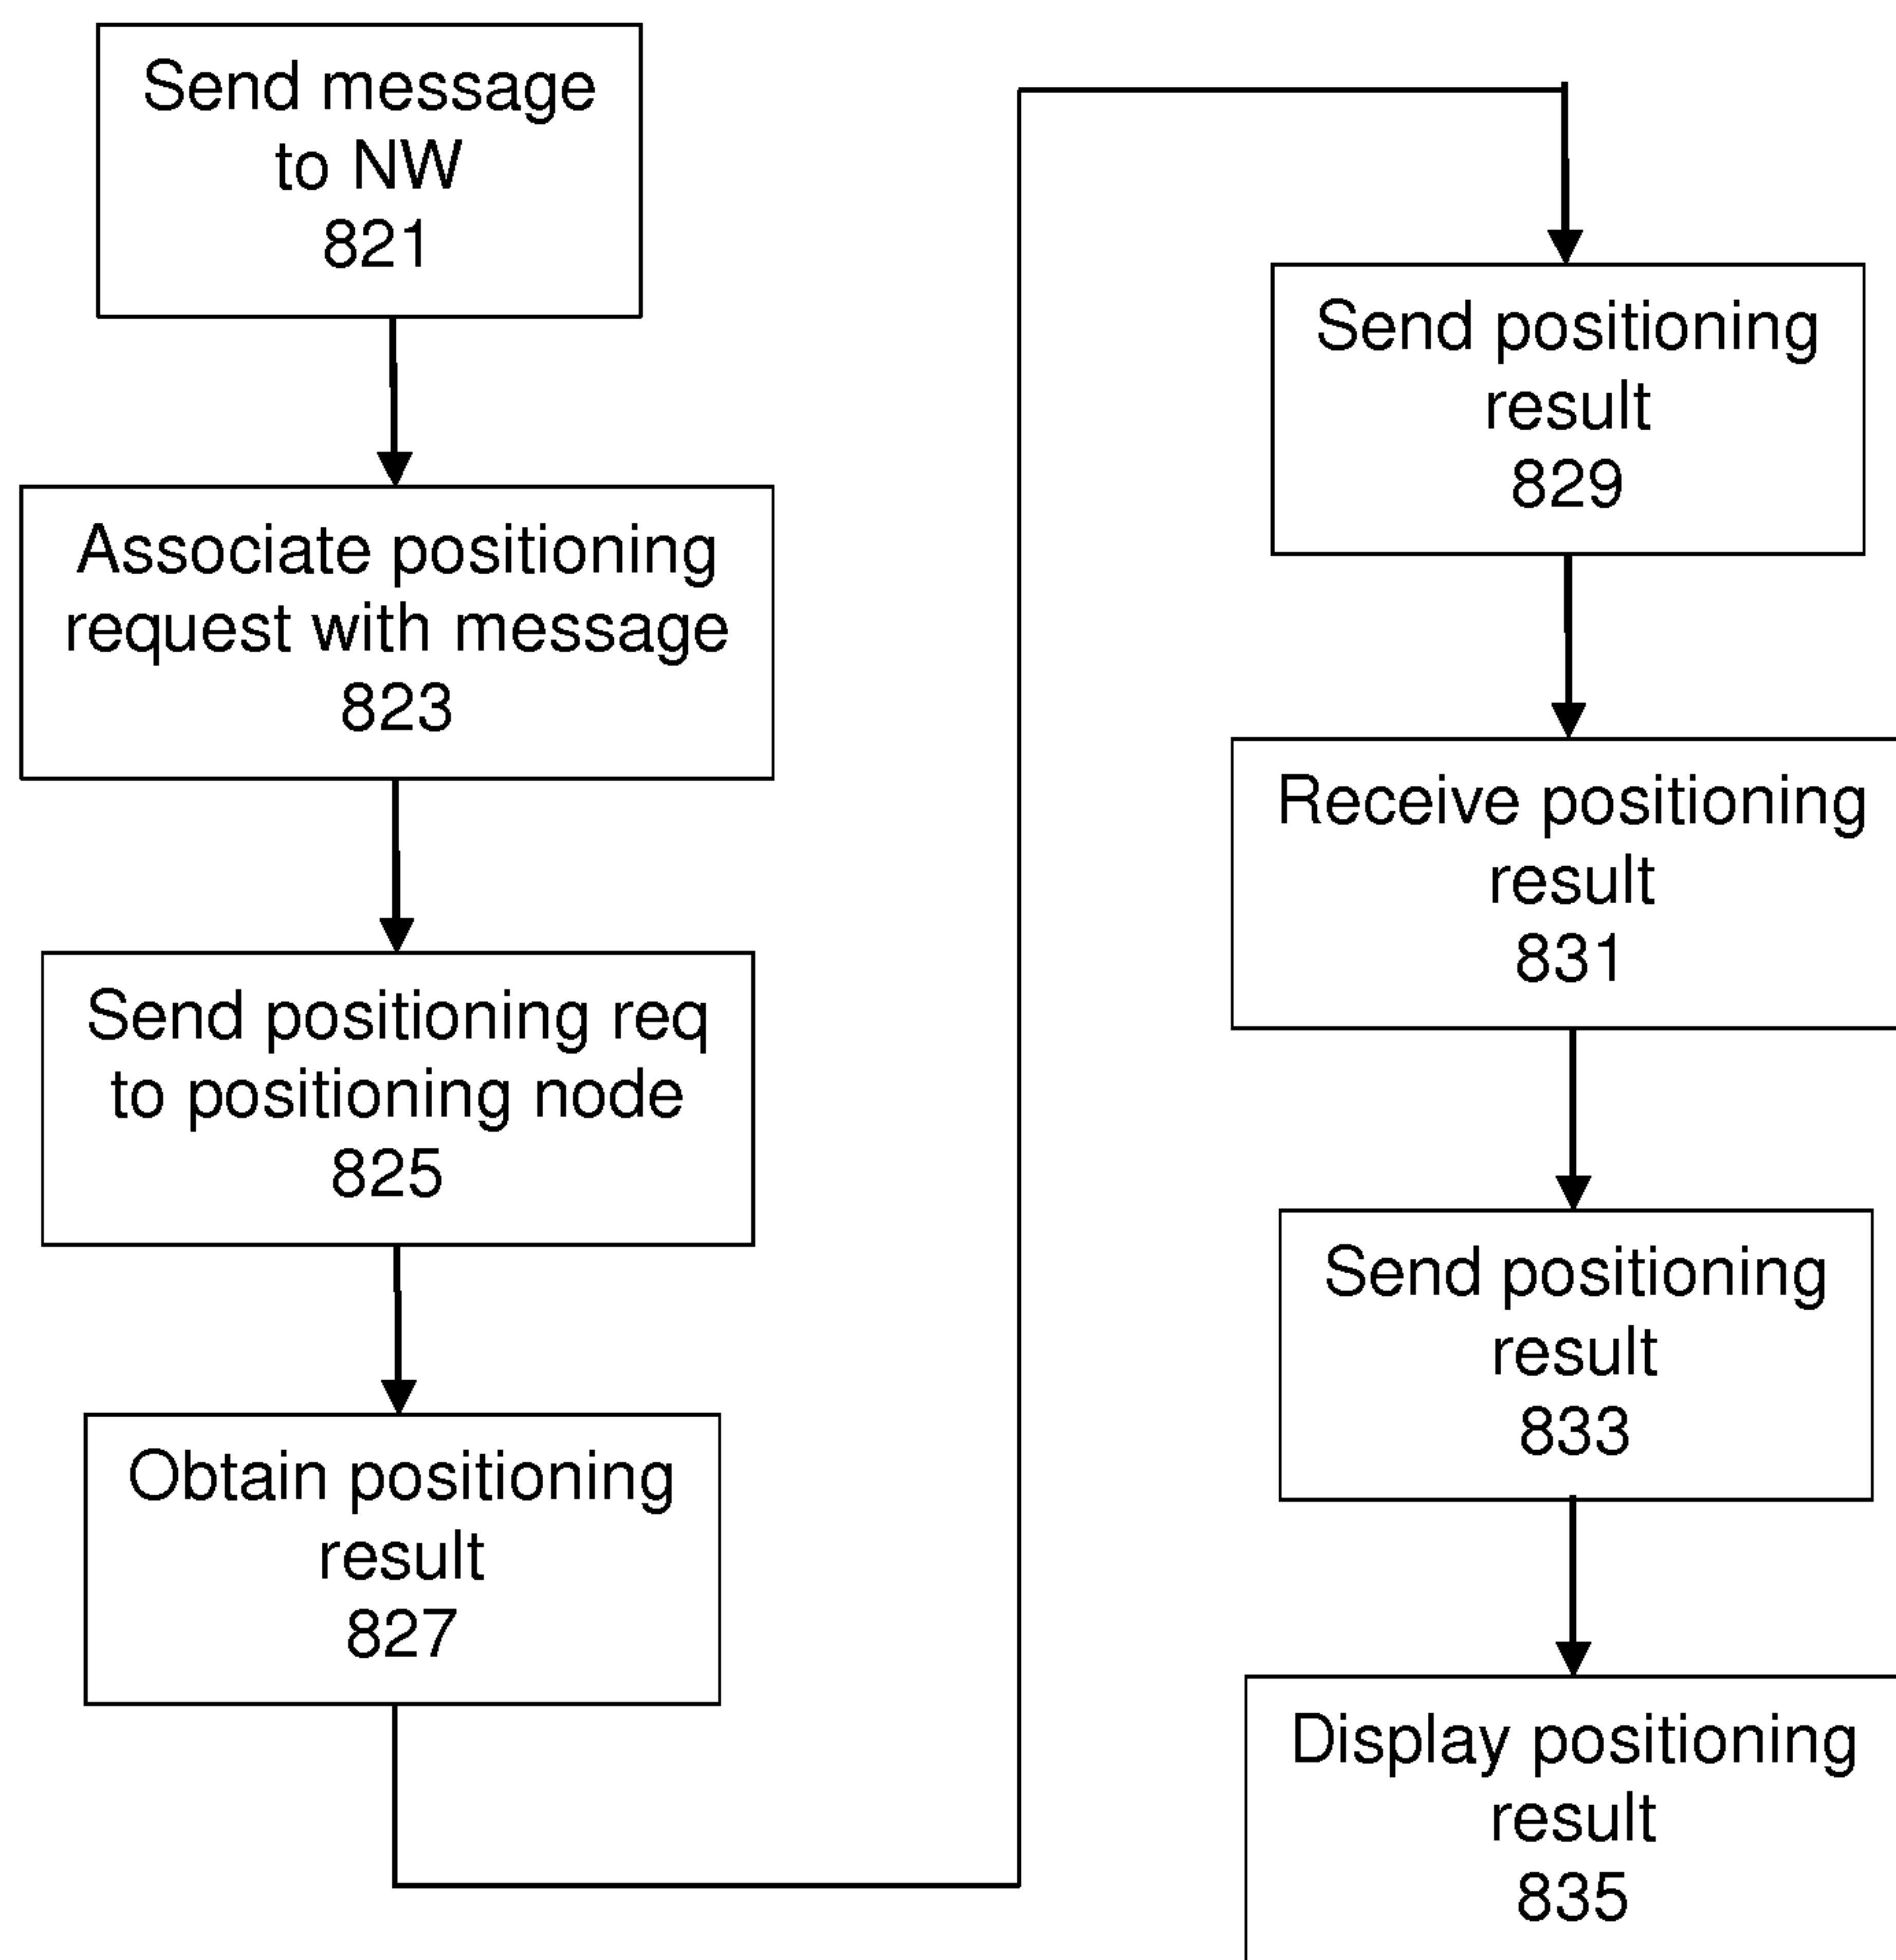 Send message
to NW
821
Associate positioning
request with message
823
Send positioning req
to positioning node
825
Obtain positioning
result
827
Send positioning
result
829
Receive positioning
result
831
Send positioning
result
833
Display positioning
result
835